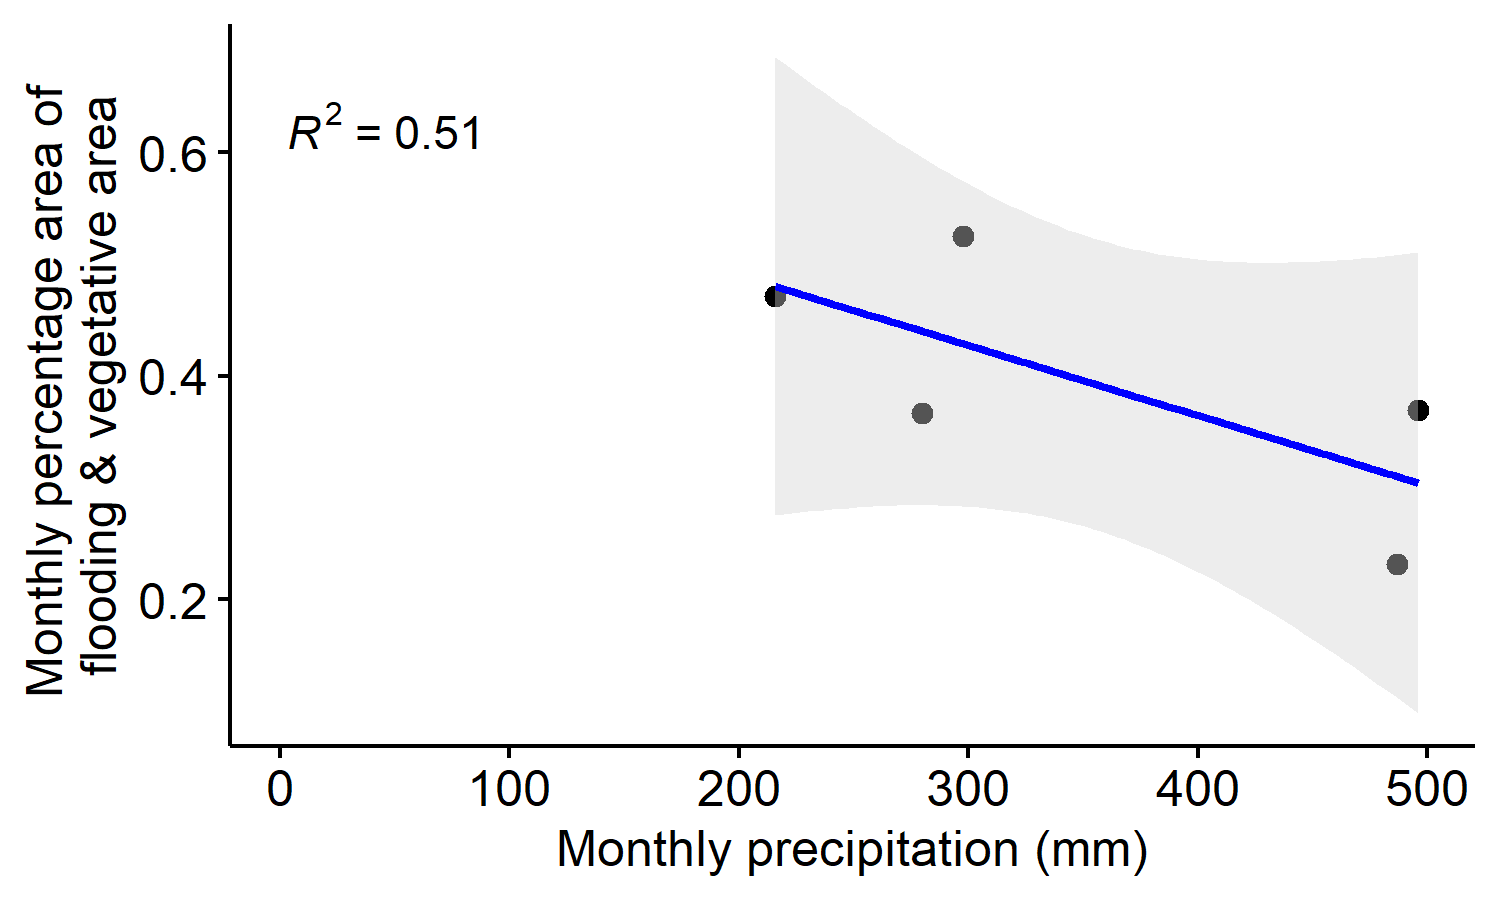 Monthly percentage area of
flooding & vegetative area
R² = 0.51
0.6
0.4
0.2
0 100 200 300 400 500
Monthly precipitation (mm)